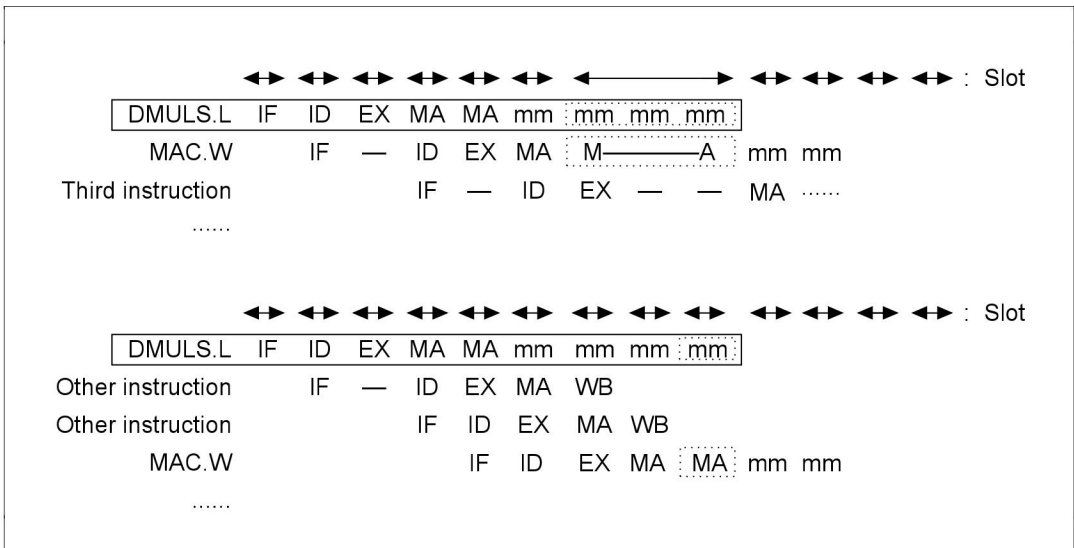 : Slot
DMULS.L IF ID EX MA MA mm mm mm mm
MAC.W IF — ID EX MA M———A mm mm
Third instruction IF — ID EX — — MA ......
......
: Slot
DMULS.L IF ID EX MA MA mm mm mm mm
Other instruction IF — ID EX MA WB
Other instruction IF ID EX MA WB
MAC.W IF ID EX MA MA mm mm
......